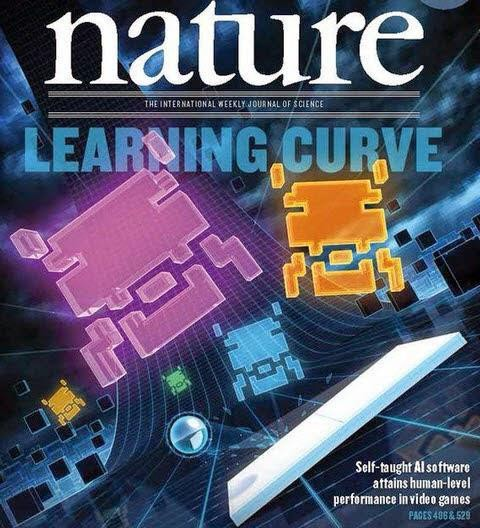 nature
THE INTERNATIONAL WEEKLY JOURNAL OF SCIENCE
LEARNING CURVE
Self-taught AI software
attains human-level
performance in video games
PAGES 486 & 529